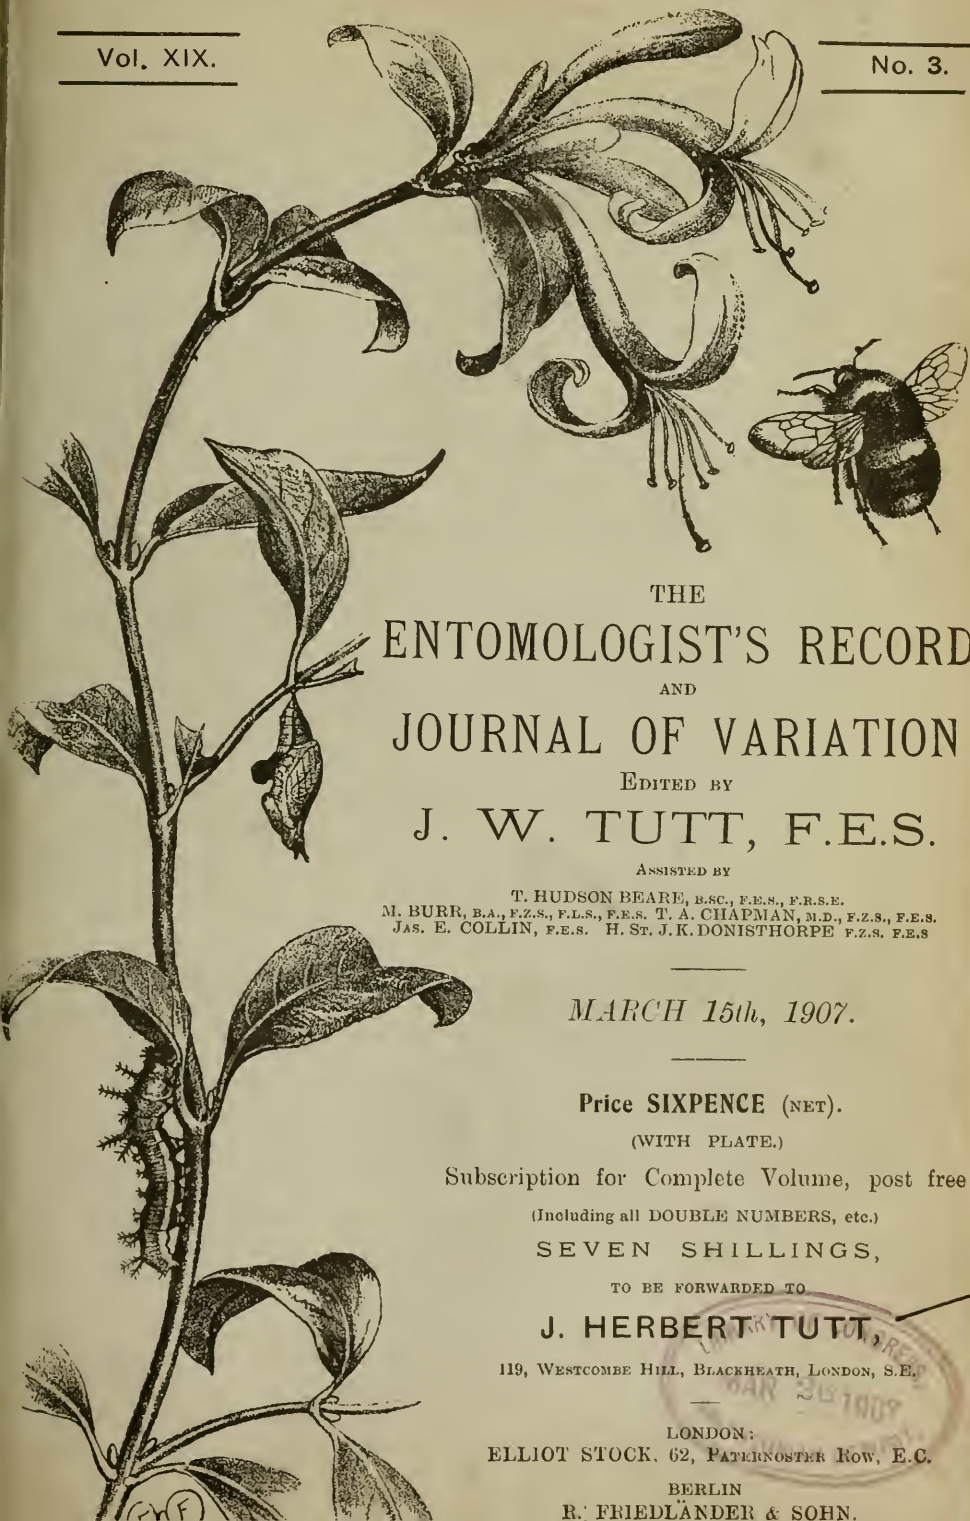 Vol. XIX.
No. 3.
THE
ENTOMOLOGIST'S RECORD
AND
JOURNAL OF VARIATION
EDITED BY
J. W. TUTT, F.E.S.
ASSISTED BY
T. HUDSON BEARE, B.SC., F.E.S., F.R.S.E.
M. BURR, B.A., F.Z.S., F.L.S., F.E.S. T. A. CHAPMAN, M.D., F.Z.S., F.E.S.
JAS. E. COLLIN, F.E.S. H. ST. J. K. DONISTHORPE F.Z.S. F.E.S
MARCH 15th, 1907.
Price SIXPENCE (NET).
(WITH PLATE.)
Subscription for Complete Volume, post free
(Including all DOUBLE NUMBERS, etc.)
SEVEN SHILLINGS,
TO BE FORWARDED TO
J. HERBERT TUTT,
119, WESTCOMBE HILL, BLACKHEATH, LONDON, S.E.
MAR 1907
LONDON:
ELLIOT STOCK, 62, PATERNOSTER ROW, E.C.
BERLIN
R. FRIEDLÄNDER & SOHN.